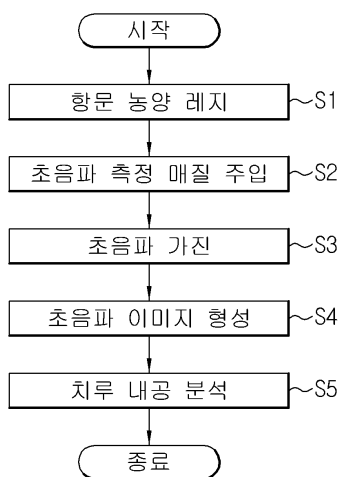 시작
항문 농양 레지 S1
초음파 측정 매질 주입 S2
초음파 가진 S3
초음파 이미지 형성 S4
치루 내공 분석 S5
종료